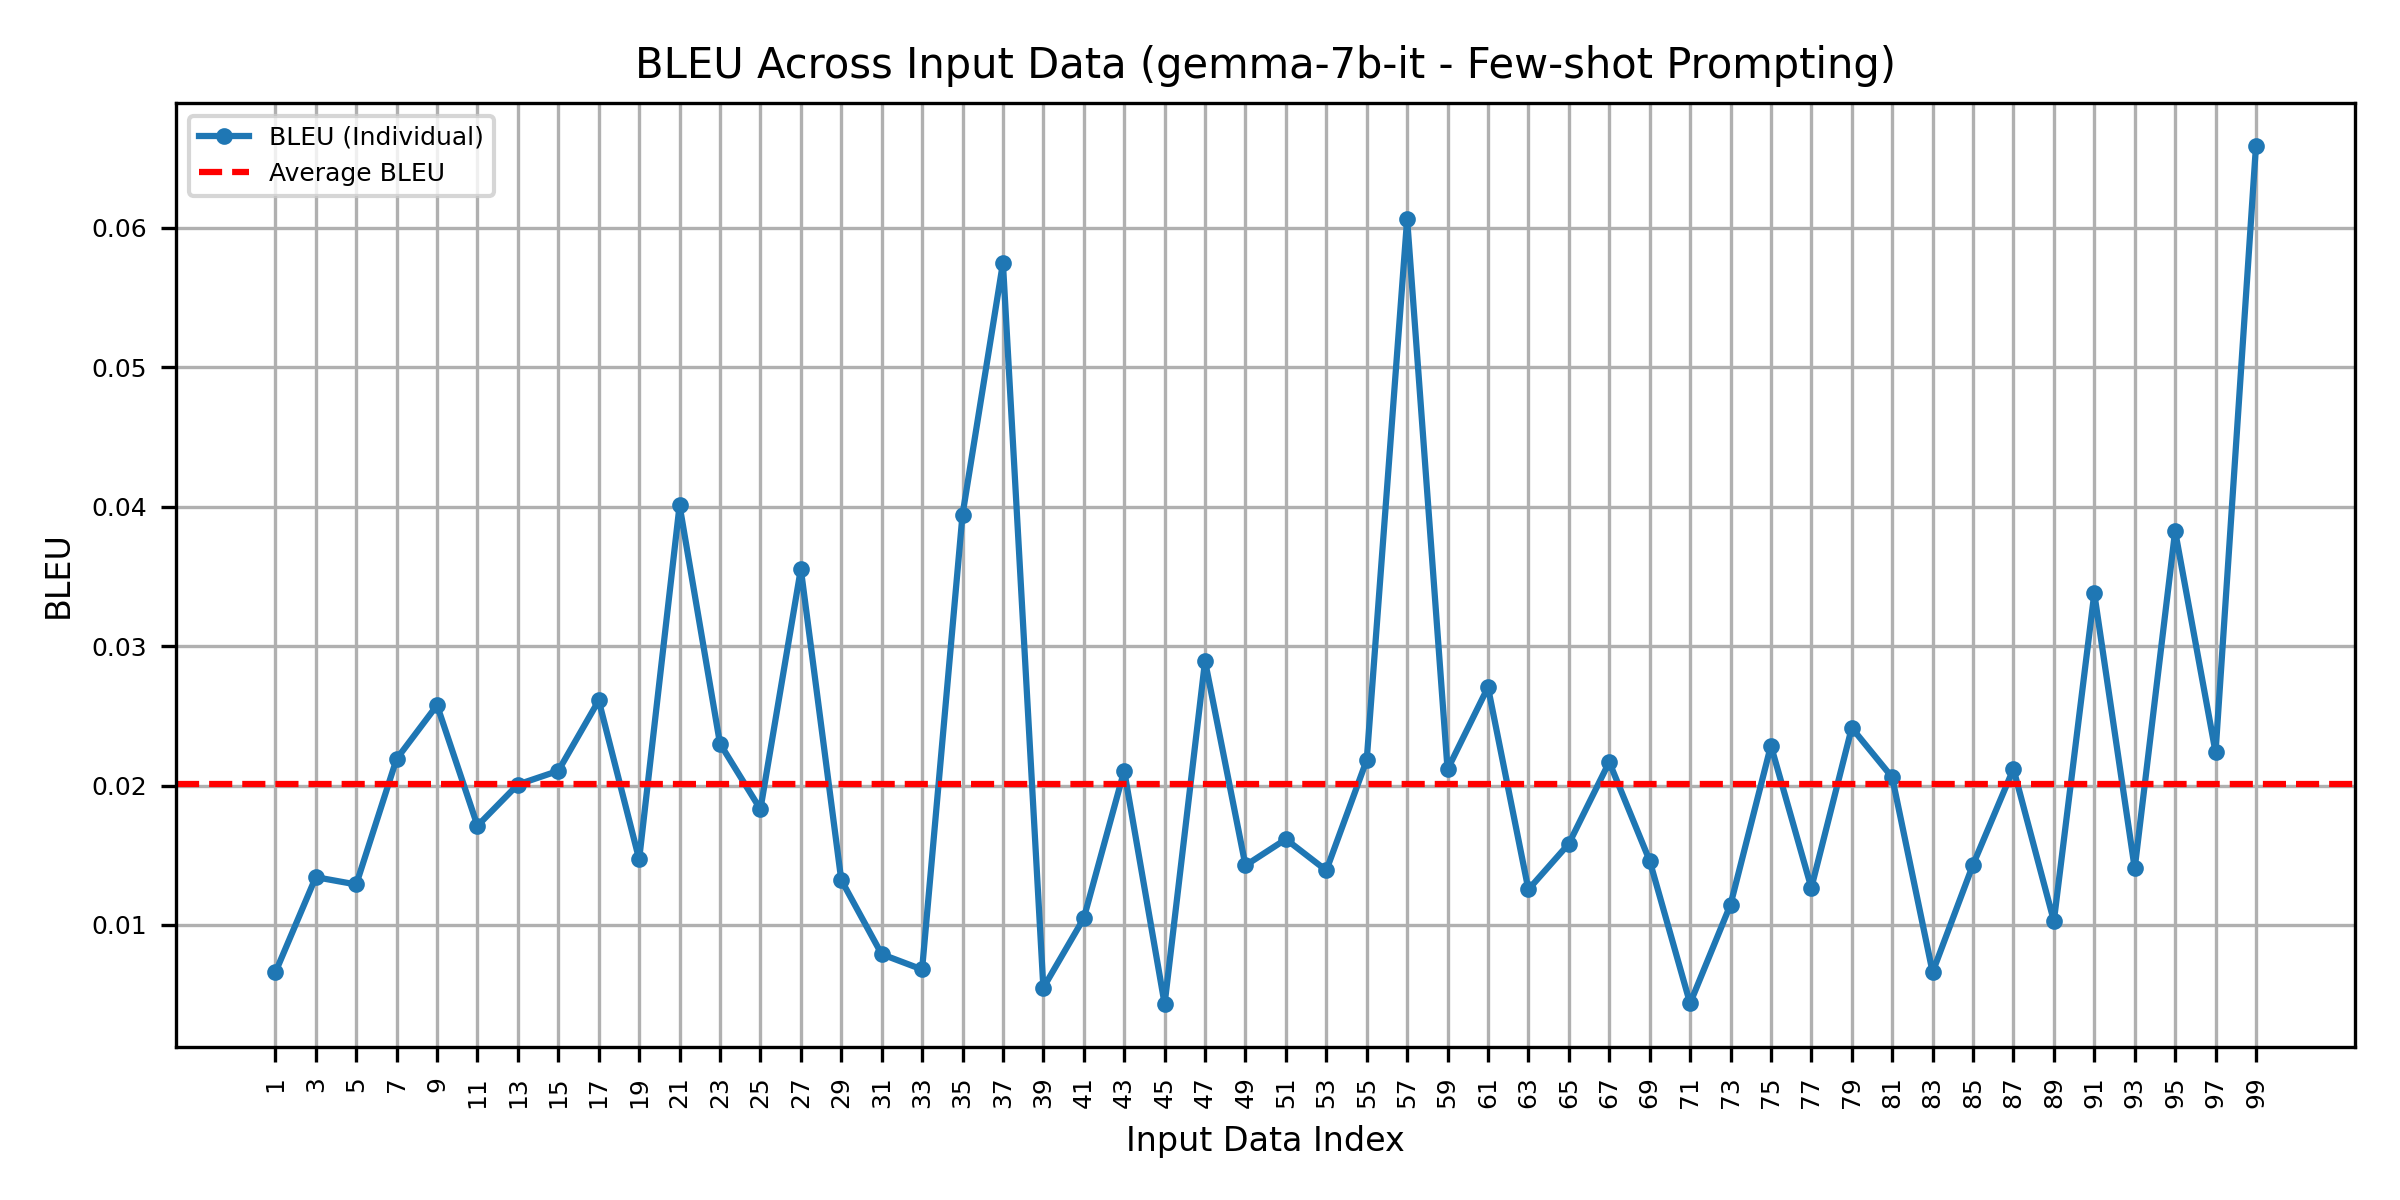 BLEU Across Input Data (gemma-7b-it - Few-shot Prompting)
BLEU (Individual)
Average BLEU
0.06
0.05
0.04
0.03
0.02
0.01
BLEU
1 3 5 7 9 11 13 15 17 19 21 23 25 27 29 31 33 35 37 39 41 43 45 47 49 51 53 55 57 59 61 63 65 67 69 71 73 75 77 79 81 83 85 87 89 91 93 95 97 99
Input Data Index